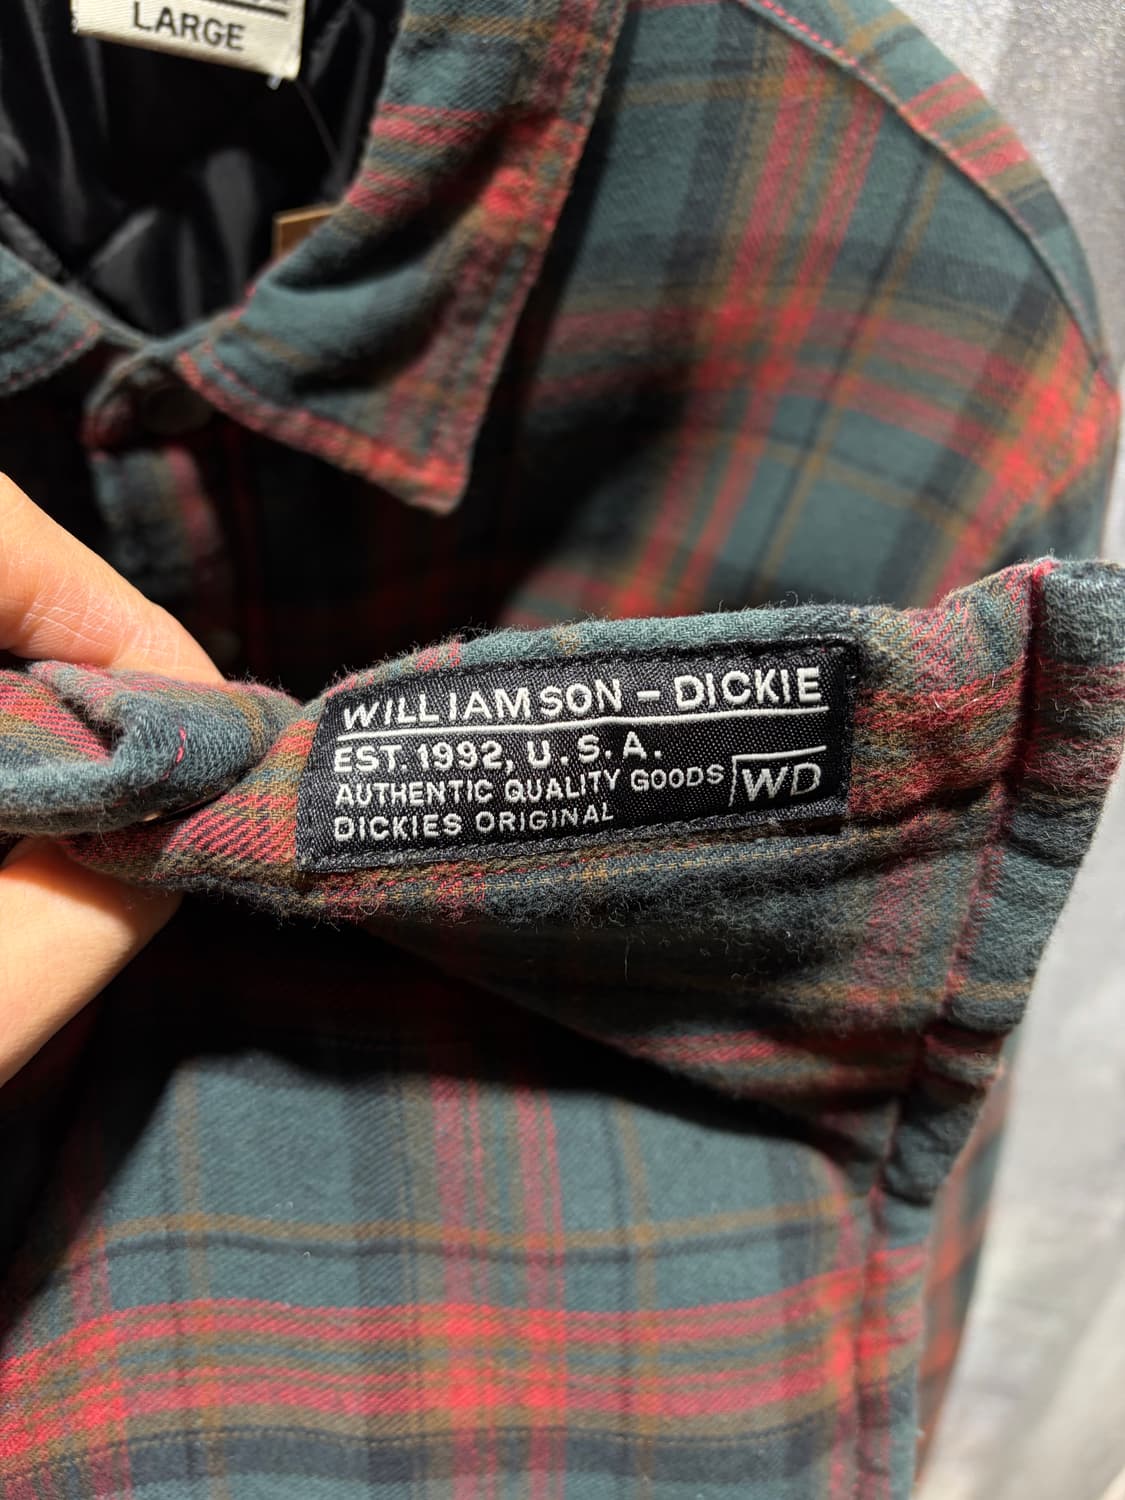 LARGE
WILLIAMSON – DICKIE
EST. 1992, U.S.A.
AUTHENTIC QUALITY GOODS
WD
DICKIES ORIGINAL